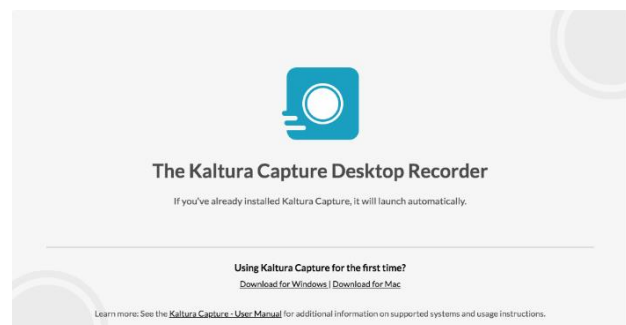 The Kaltura Capture Desktop Recorder
If you've already installed Kaltura Capture, it will launch automatically.
Using Kaltura Capture for the first time?
Download for Windows | Download for Mac
Learn more: See the Kaltura Capture - User Manual for additional information on supported systems and usage instructions.